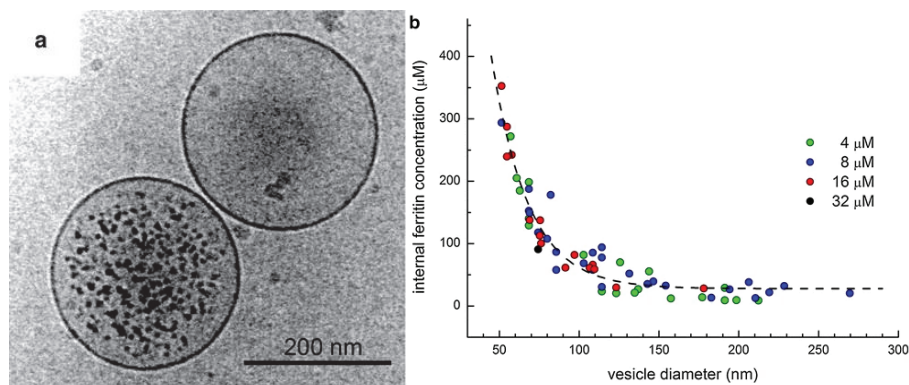 a
200 nm
b
internal ferritin concentration (μM)
400
300
200
100
0
4 μM
8 μM
16 μM
32 μM
50
100
150
200
250
300
vesicle diameter (nm)